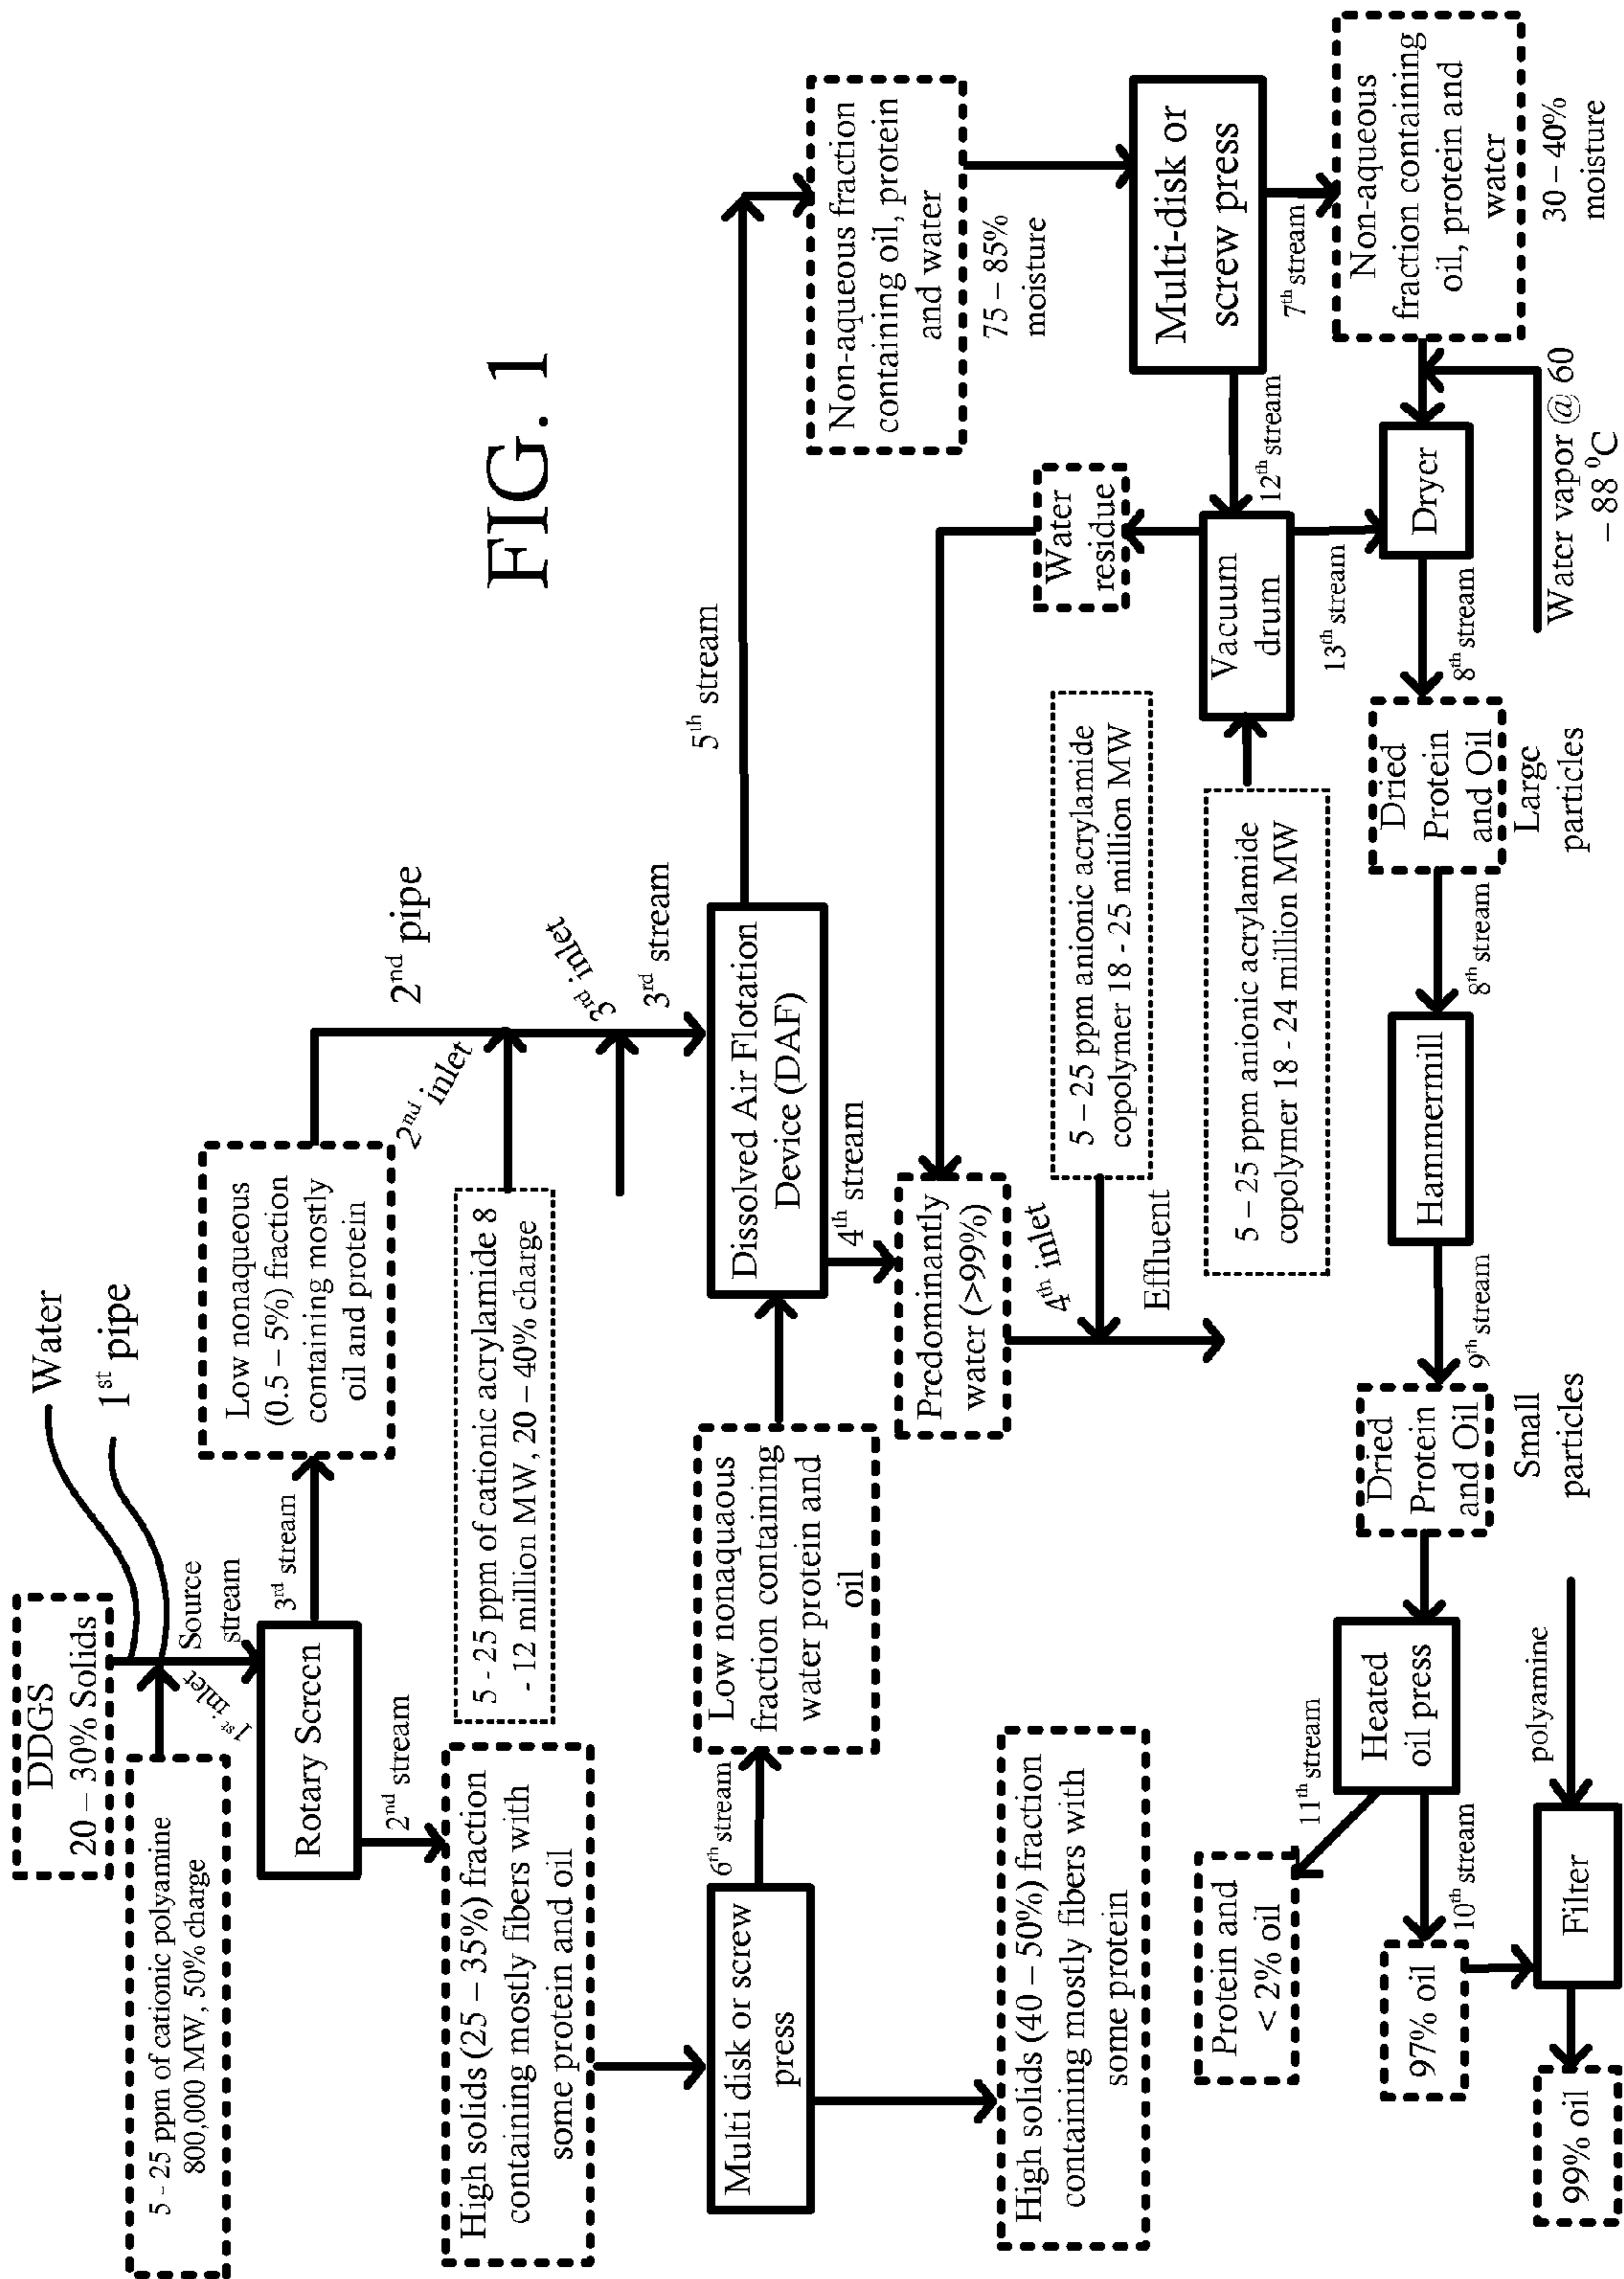 FIG. 1
DDGS
20 – 30% Solids
Water
1st pipe
5 - 25 ppm of cationic polyamine
800,000 MW, 50% charge
1st inlet
Source
stream
Rotary Screen
3rd stream
Low nonaqueous
(0.5 – 5%) fraction
containing mostly
oil and protein
2nd pipe
2nd inlet
3rd inlet
3rd stream
2nd stream
High solids (25 – 35%) fraction
containing mostly fibers with
some protein and oil
5 - 25 ppm of cationic acrylamide 8
- 12 million MW, 20 – 40% charge
Multi disk or screw
press
6th stream
Low nonaquaous
fraction containing
water protein and
oil
Dissolved Air Flotation
Device (DAF)
4th stream
5th stream
Non-aqueous fraction
containing oil, protein
and water
75 – 85%
moisture
High solids (40 – 50%) fraction
containing mostly fibers with
some protein
Predominantly
water (>99%)
4th inlet
Effluent
5 – 25 ppm anionic acrylamide
copolymer 18 - 25 million MW
Water
residue
Multi-disk or
screw press
12th stream
7th stream
Vacuum
drum
13th stream
5 – 25 ppm anionic acrylamide
copolymer 18 - 24 million MW
Non-aqueous
fraction containing
oil, protein and
water
30 – 40%
moisture
Dryer
Water vapor @ 60
– 88 °C
8th stream
Dried
Protein
and Oil
Large
particles
8th stream
Hammermill
9th stream
Dried
Protein
and Oil
Small
particles
Heated
oil press
11th stream
Protein and
< 2% oil
10th stream
97% oil
polyamine
Filter
99% oil